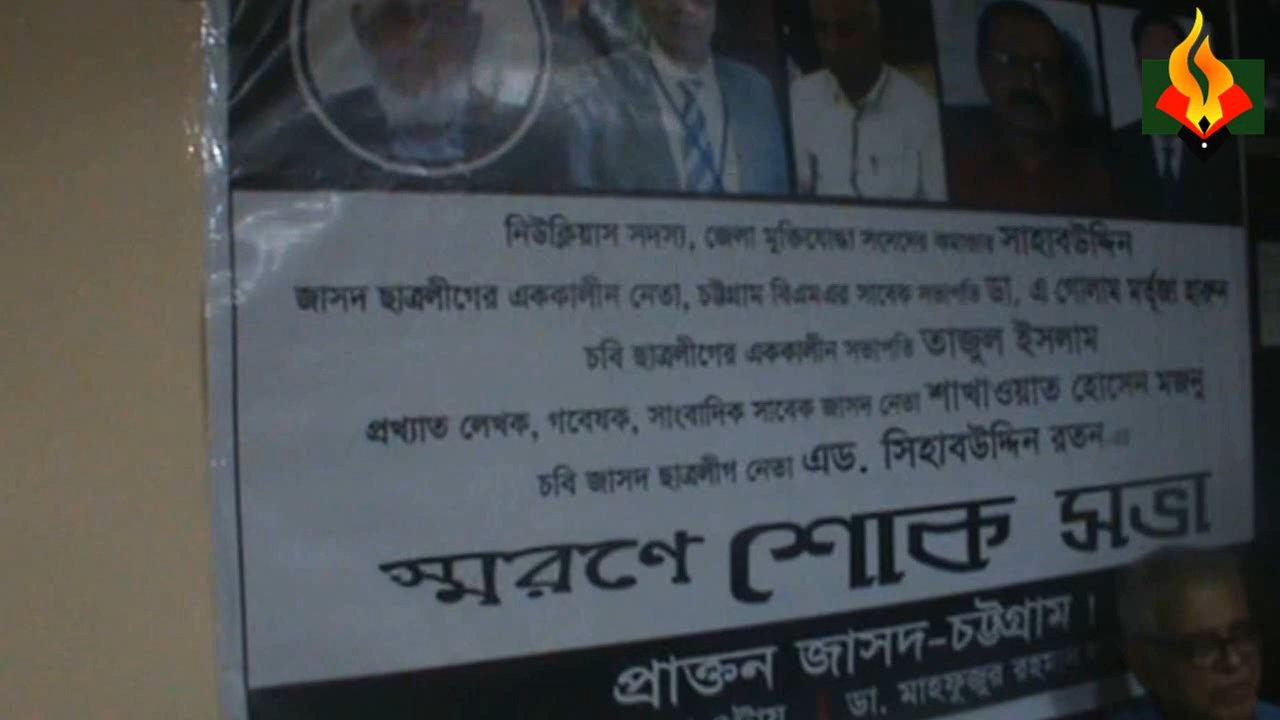 নিউক্লিয়াস সদস্য, জেলা মুক্তিযোদ্ধা সংসদের কমান্ডার সাহাবউদ্দিন
জাসদ ছাত্রলীগের এককালীন নেতা, চট্টগ্রাম বিএমএর সাবেক সভাপতি ডা. এ গোলাম মর্তুজা হারুন
চবি ছাত্রলীগের এককালীন সভাপতি তাজুল ইসলাম
প্রখ্যাত লেখক, গবেষক, সাংবাদিক সাবেক জাসদ নেতা শাখাওয়াত হোসেন মজনু
চবি জাসদ ছাত্রলীগ নেতা এড. সিহাবউদ্দিন রতন
স্মরণে শোক সভা
প্রাক্তন জাসদ-চট্টগ্রাম।
ডা. মাহফুজুর রহমান